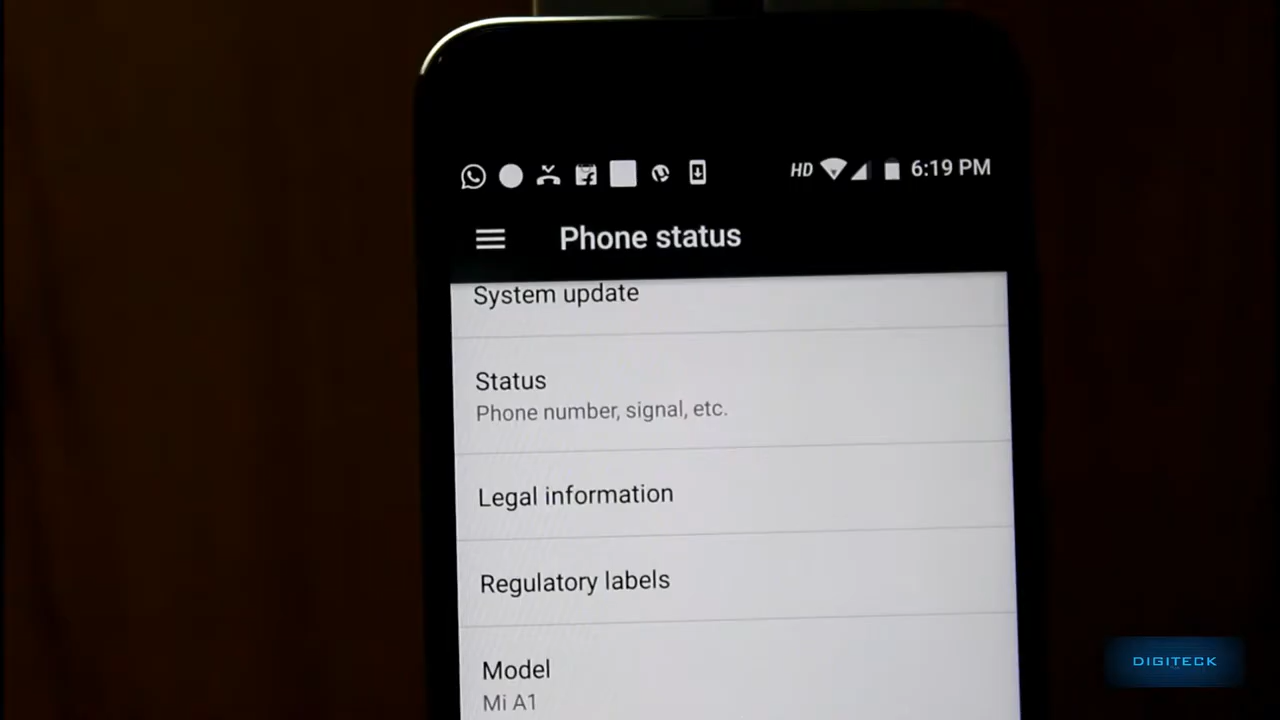 HD 6:19 PM
Phone status
System update
Status
Phone number, signal, etc.
Legal information
Regulatory labels
Model
Mi A1
DIGITECK